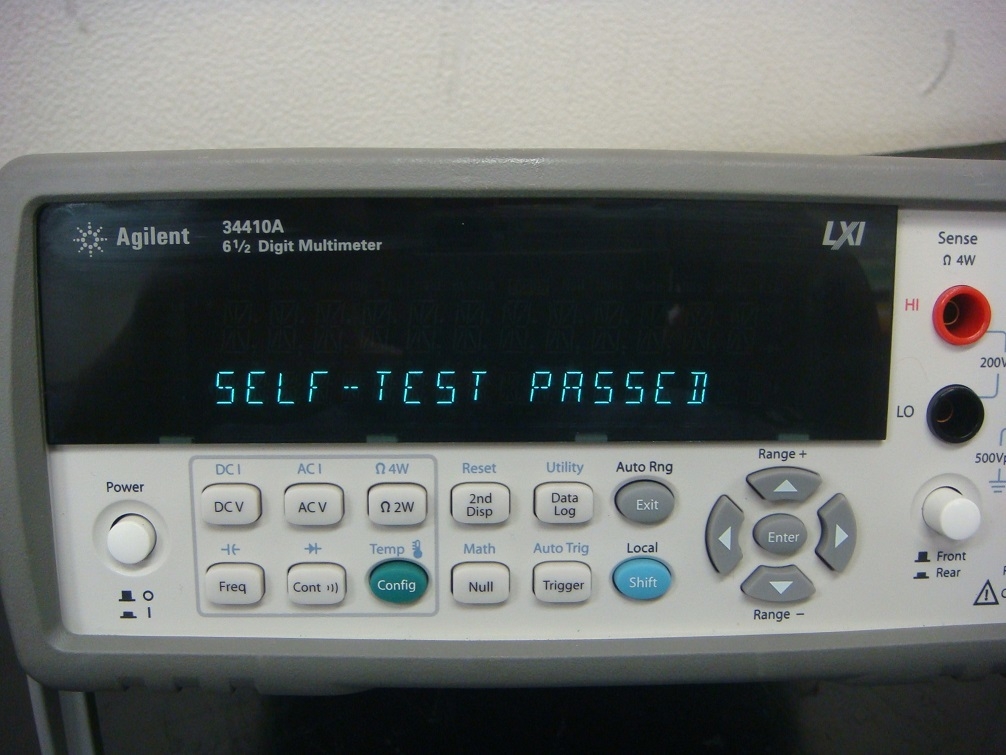 Agilent
34410A
6½ Digit Multimeter
LXI
SELF-TEST PASSED
Sense
Ω 4W
HI
200V
LO
500Vp
Power
O
I
DC I
AC I
Ω 4W
DC V
AC V
Ω 2W
Temp
Freq
Cont
Config
Reset
Utility
2nd Disp
Data Log
Math
Auto Trig
Null
Trigger
Auto Rng
Exit
Local
Shift
Range +
Enter
Range −
Front
Rear